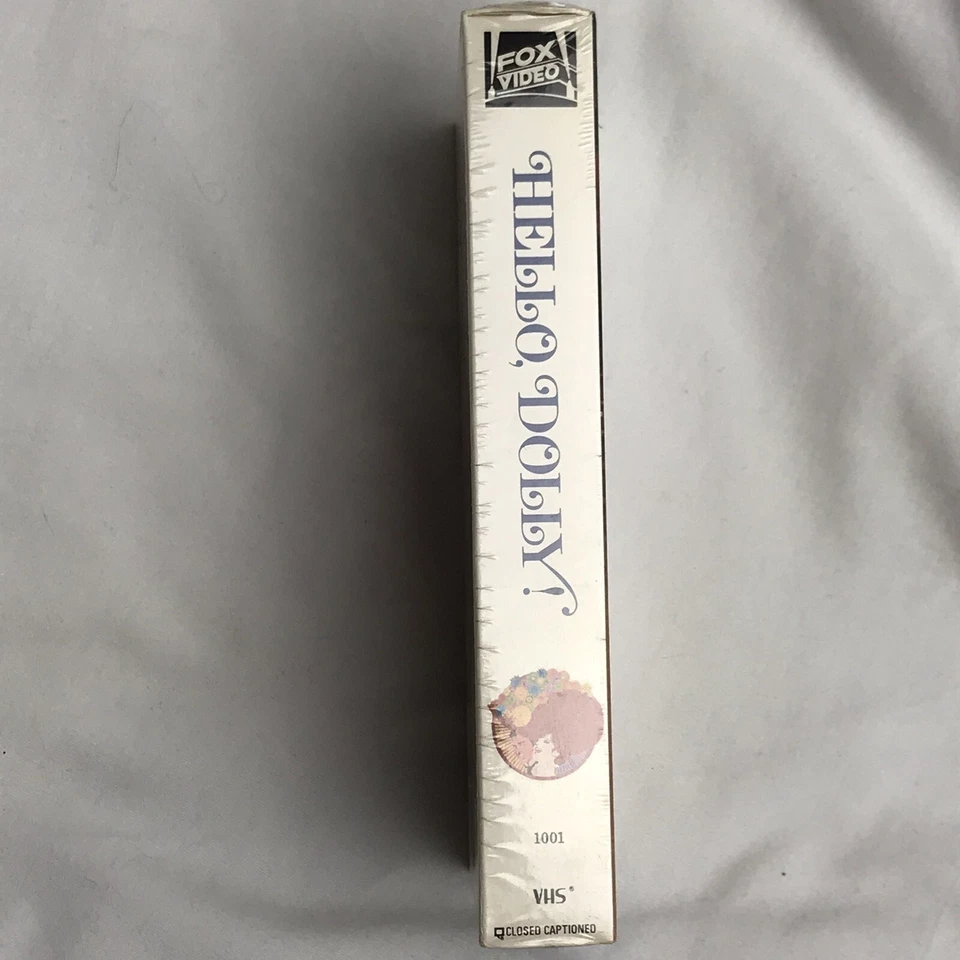 FOX
VIDEO
HELLO, DOLLY!
1001
VHS®
CLOSED CAPTIONED